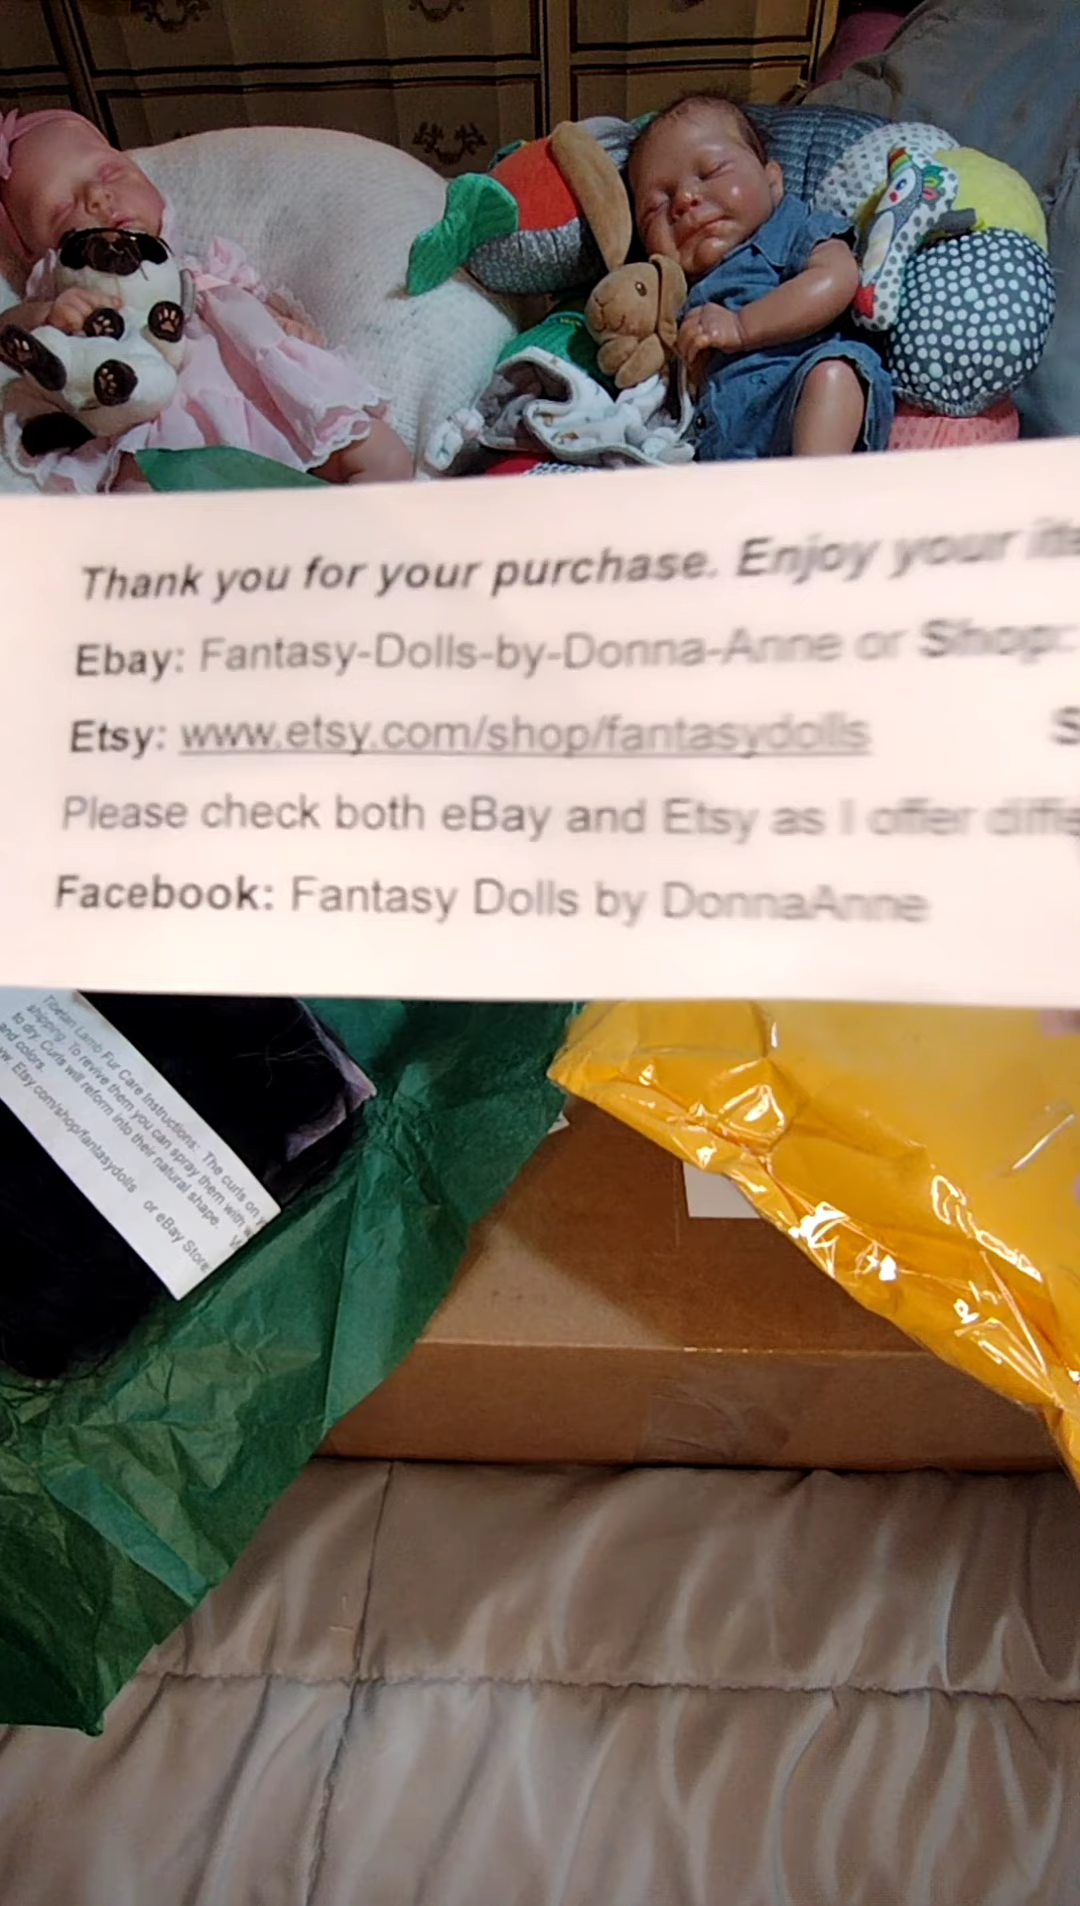 Thank you for your purchase. Enjoy your
Ebay: Fantasy-Dolls-by-Donna-Anne or Shop:
Etsy: www.etsy.com/shop/fantasydolls
Please check both eBay and Etsy as I offer
Facebook: Fantasy Dolls by DonnaAnne
Tibetan Lamb Fur Care Instructions: The curls on
shipping. To revive them you can spray them with
to dry. Curls will reform into their natural shape.
and colors.
Etsy.com/shop/fantasydolls or eBay Store